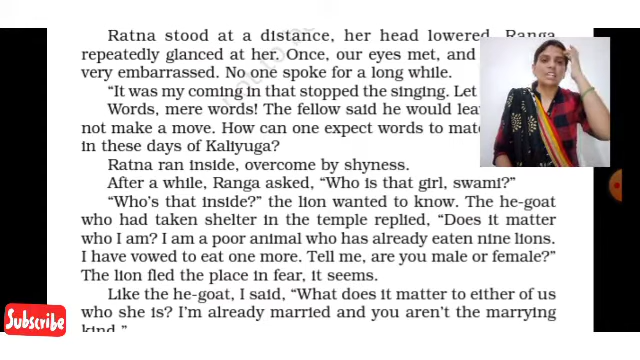 Ratna stood at a distance, her head lowered. Ranga
repeatedly glanced at her. Once, our eyes met, and
very embarrassed. No one spoke for a long while.
“It was my coming in that stopped the singing. Let
Words, mere words! The fellow said he would
not make a move. How can one expect words to
in these days of Kaliyuga?
Ratna ran inside, overcome by shyness.
After a while, Ranga asked, “Who is that girl, swami?”
“Who’s that inside?” the lion wanted to know. The he-goat
who had taken shelter in the temple replied, “Does it matter
who I am? I am a poor animal who has already eaten nine lions.
I have vowed to eat one more. Tell me, are you male or female?”
The lion fled the place in fear, it seems.
Like the he-goat, I said, “What does it matter to either of us
who she is? I’m already married and you aren’t the marrying
kind.”
Subscribe